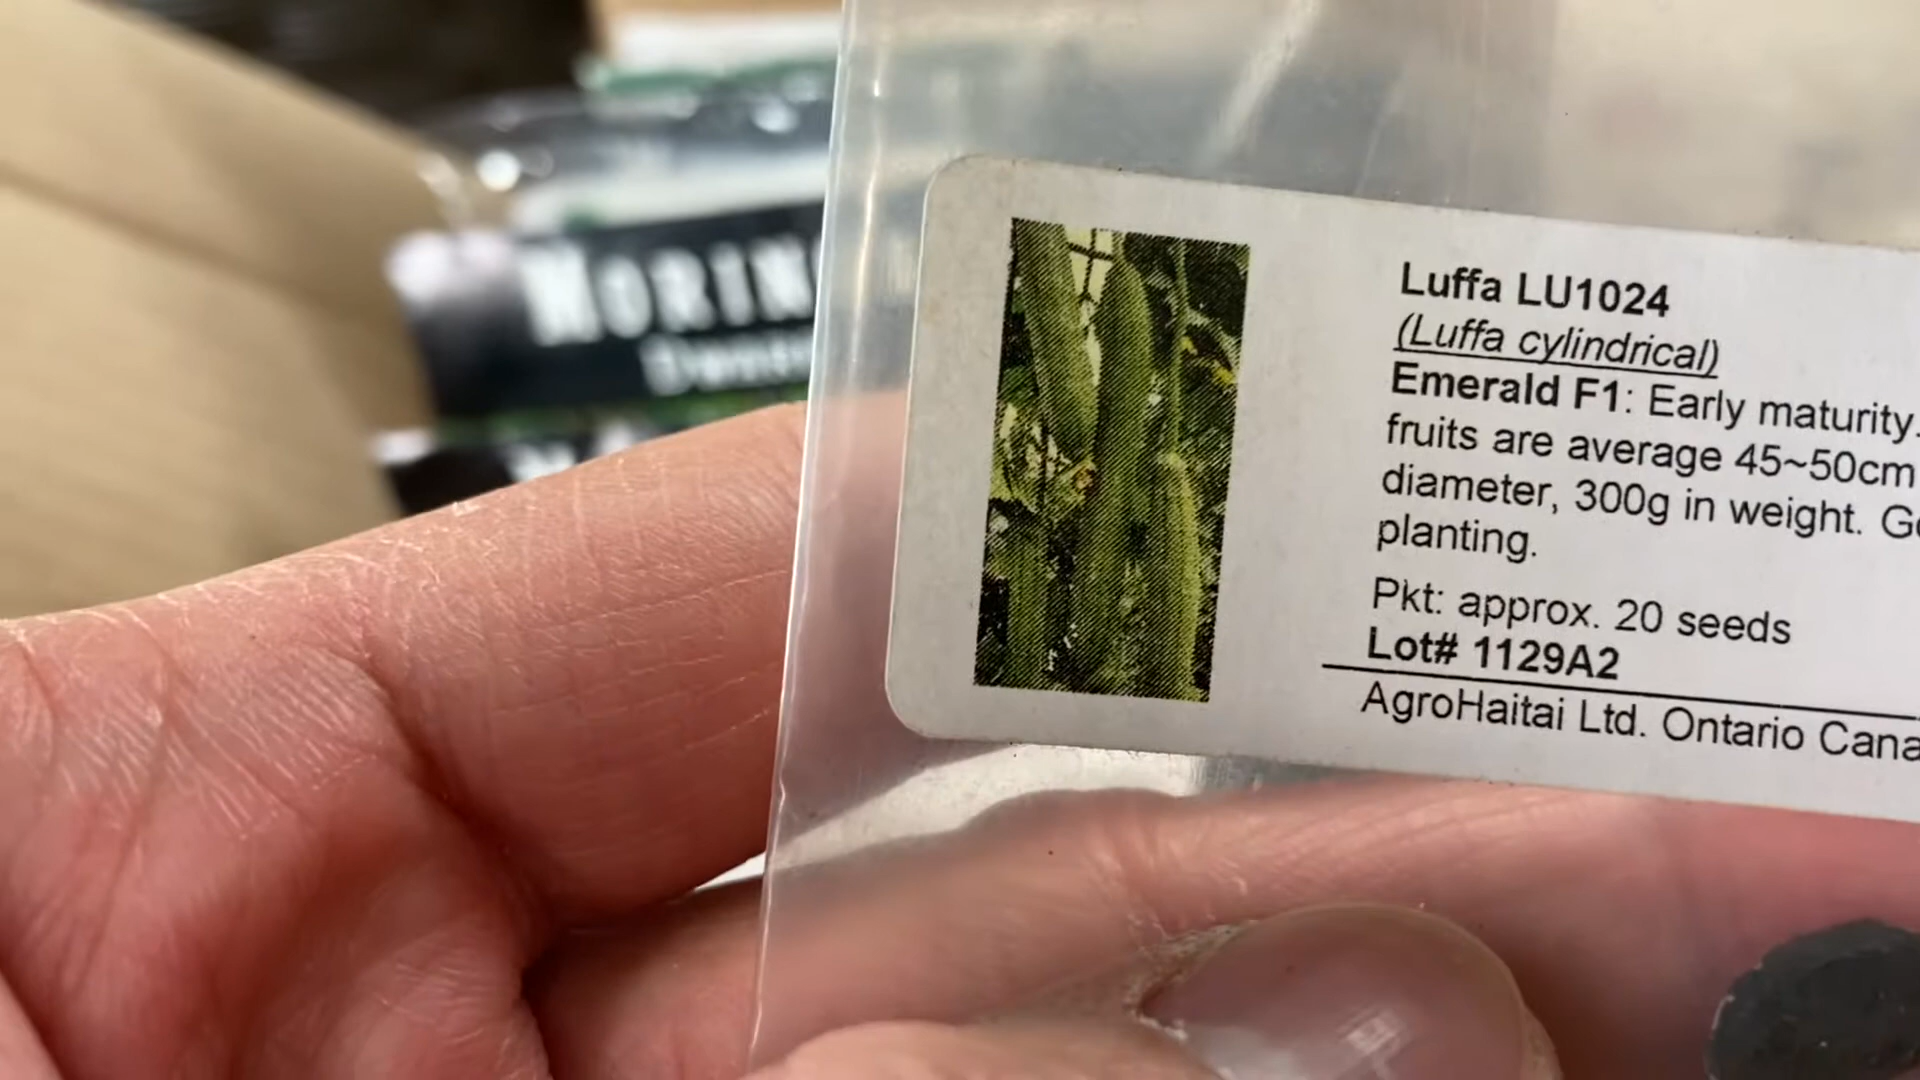 Luffa LU1024
(Luffa cylindrical)
Emerald F1: Early maturity.
fruits are average 45~50cm
diameter, 300g in weight.
planting.
Pkt: approx. 20 seeds
Lot# 1129A2
AgroHaitai Ltd. Ontario